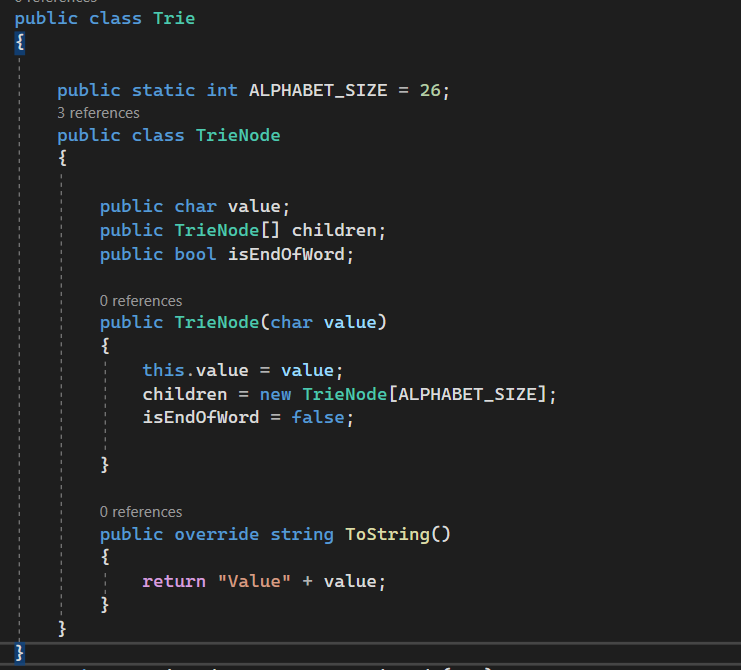 0 references
public class Trie
{
public static int ALPHABET_SIZE = 26;
3 references
public class TrieNode
{
public char value;
public TrieNode[] children;
public bool isEndOfWord;
0 references
public TrieNode(char value)
{
this.value = value;
children = new TrieNode[ALPHABET_SIZE];
isEndOfWord = false;
}
0 references
public override string ToString()
{
return "Value" + value;
}
}
}